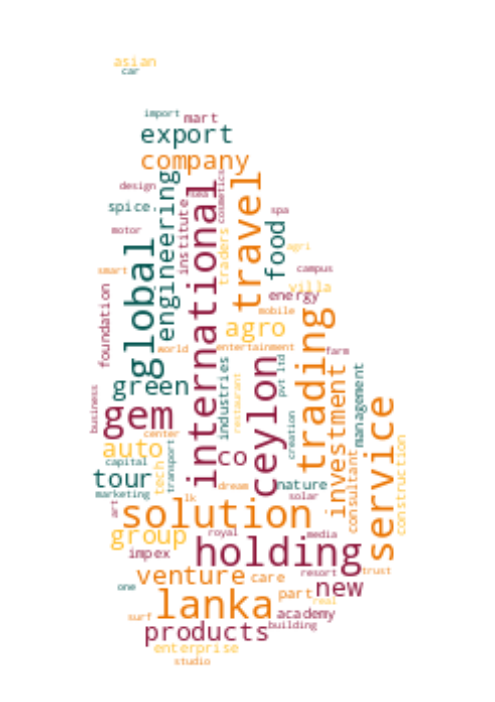 asian
car
import
mart
export
company
design
sea
cosmetics
spice
engineering
institute
international
travel
spa
motor
global
traders
food
agri
smart
campus
villa
energy
foundation
mobile
agro
trading
world
entertainment
farm
green
industries
restaurant
ceylon
pvt ltd
investment
management
business
gem
creation
service
center
auto
co
construction
capital
tech
transport
tour
dream
nature
consultant
marketing
lk
solar
art
solution
group
royal
media
impex
holding
resort
trust
venture
care
one
new
part
real
lanka
surf
academy
products
building
enterprise
studio